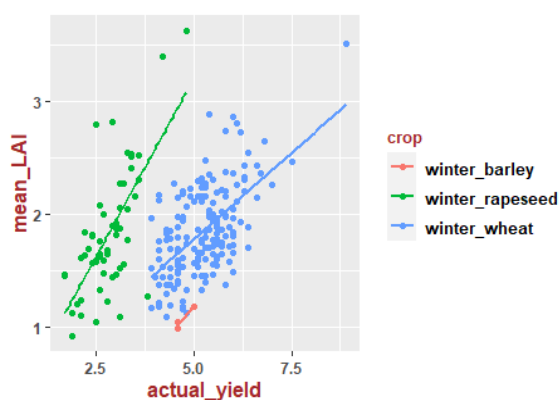 mean_LAI
3
2
1
2.5
5.0
7.5
actual_yield
crop
winter_barley
winter_rapeseed
winter_wheat